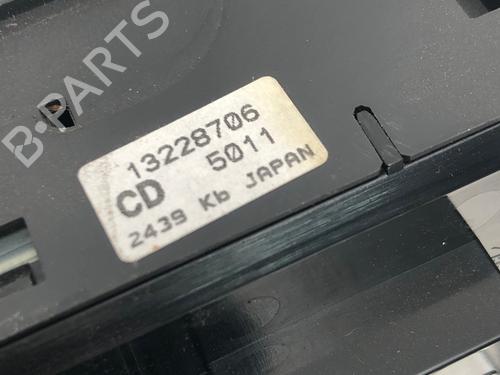 B-PARTS
13228706
CD 5011
2439 Kb JAPAN